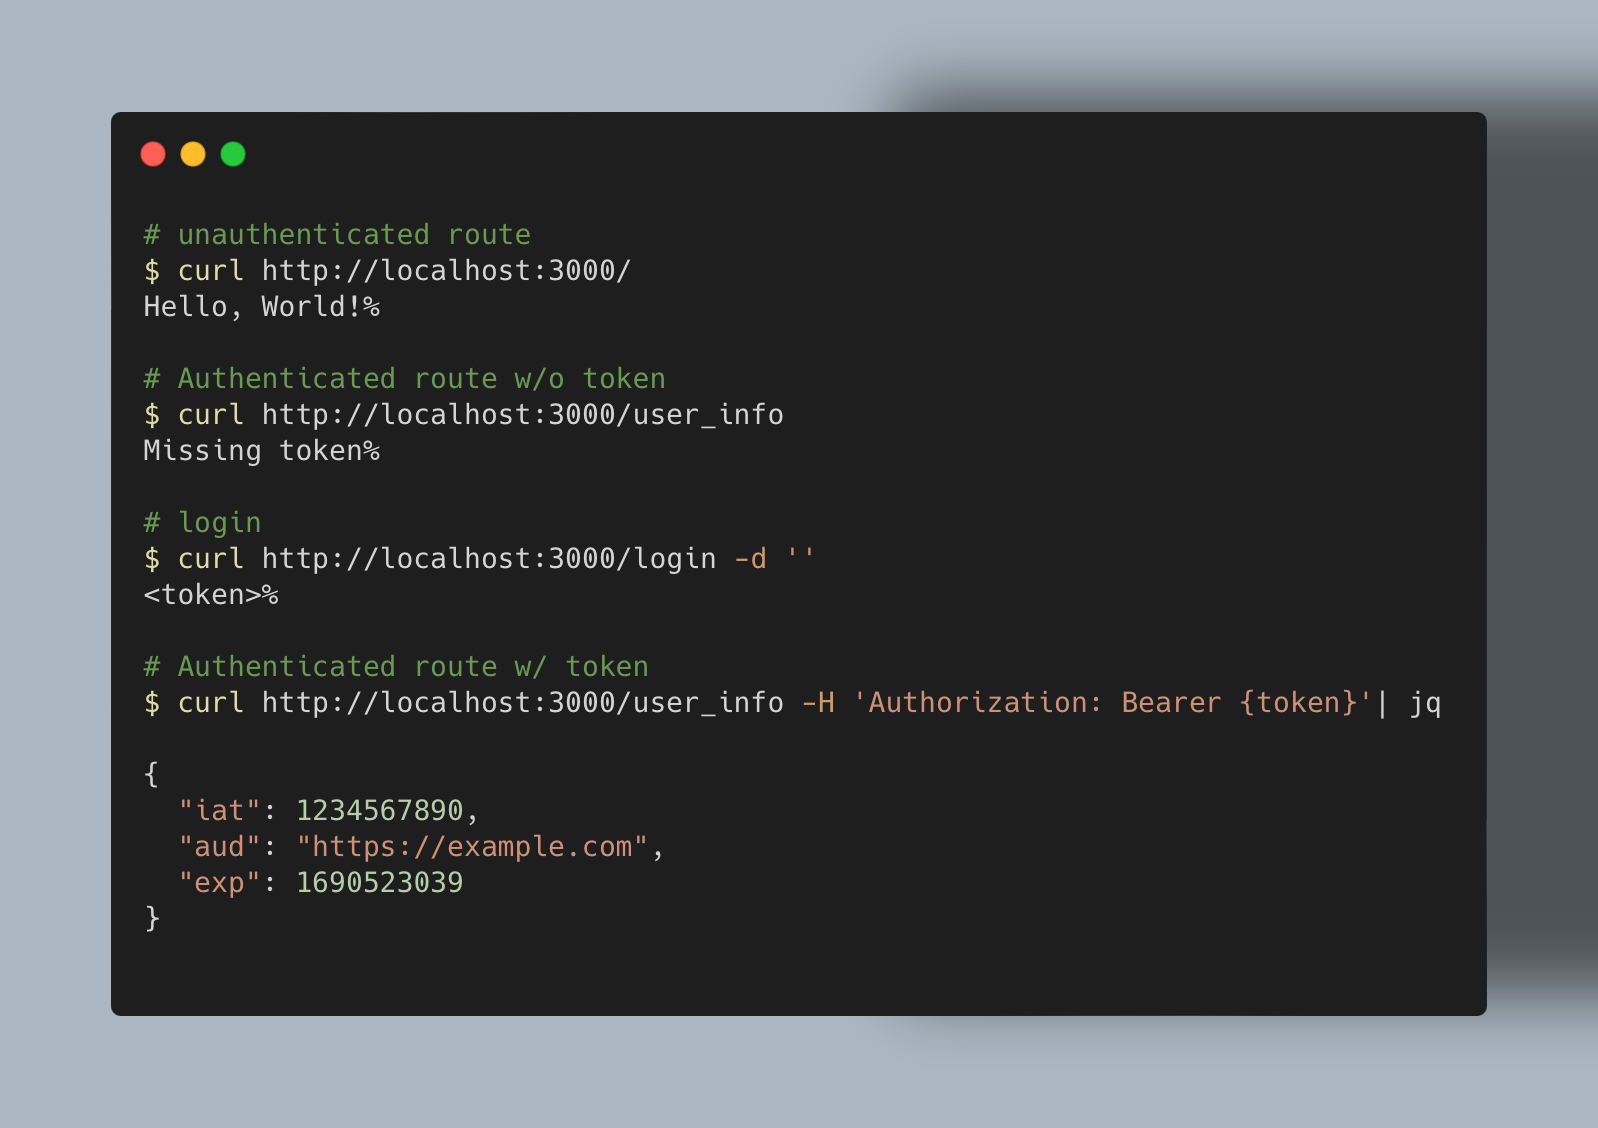 # unauthenticated route
$ curl http://localhost:3000/
Hello, World!%
# Authenticated route w/o token
$ curl http://localhost:3000/user_info
Missing token%
# login
$ curl http://localhost:3000/login -d ''
<token>%
# Authenticated route w/ token
$ curl http://localhost:3000/user_info -H 'Authorization: Bearer {token}'| jq
{
  "iat": 1234567890,
  "aud": "https://example.com",
  "exp": 1690523039
}